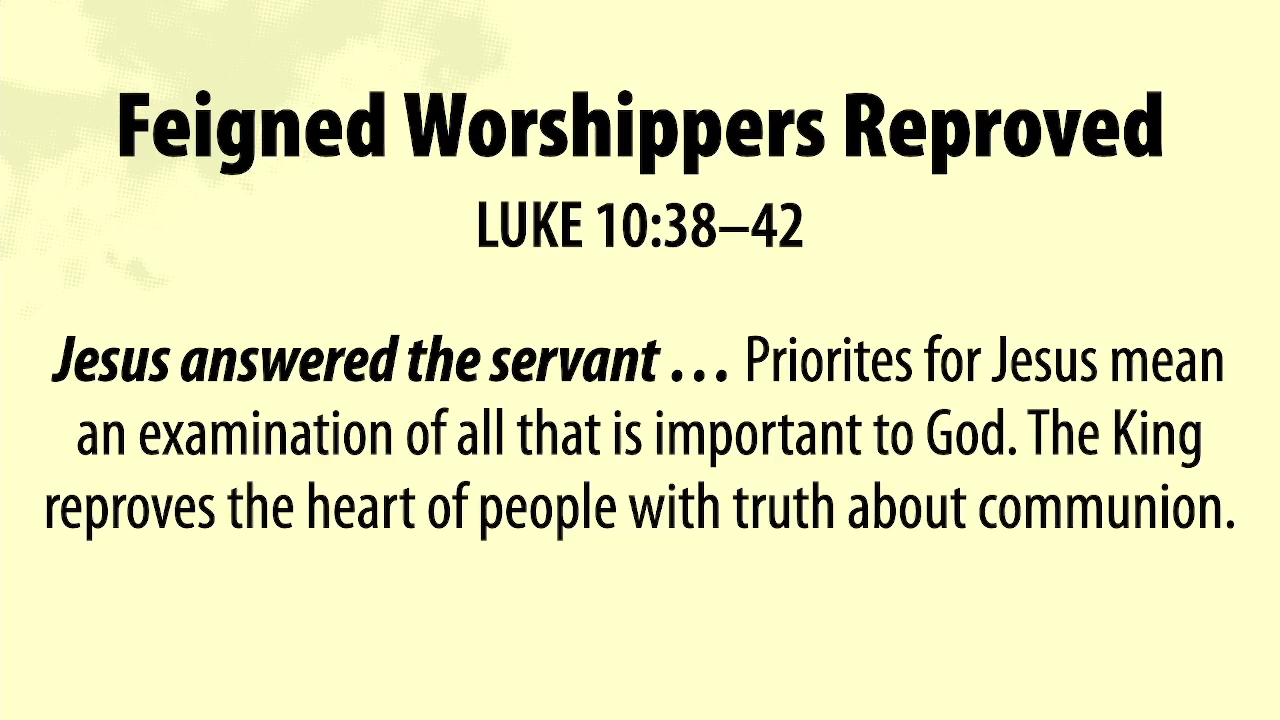 Feigned Worshippers Reproved
LUKE 10:38–42
Jesus answered the servant … Priorites for Jesus mean
an examination of all that is important to God. The King
reproves the heart of people with truth about communion.